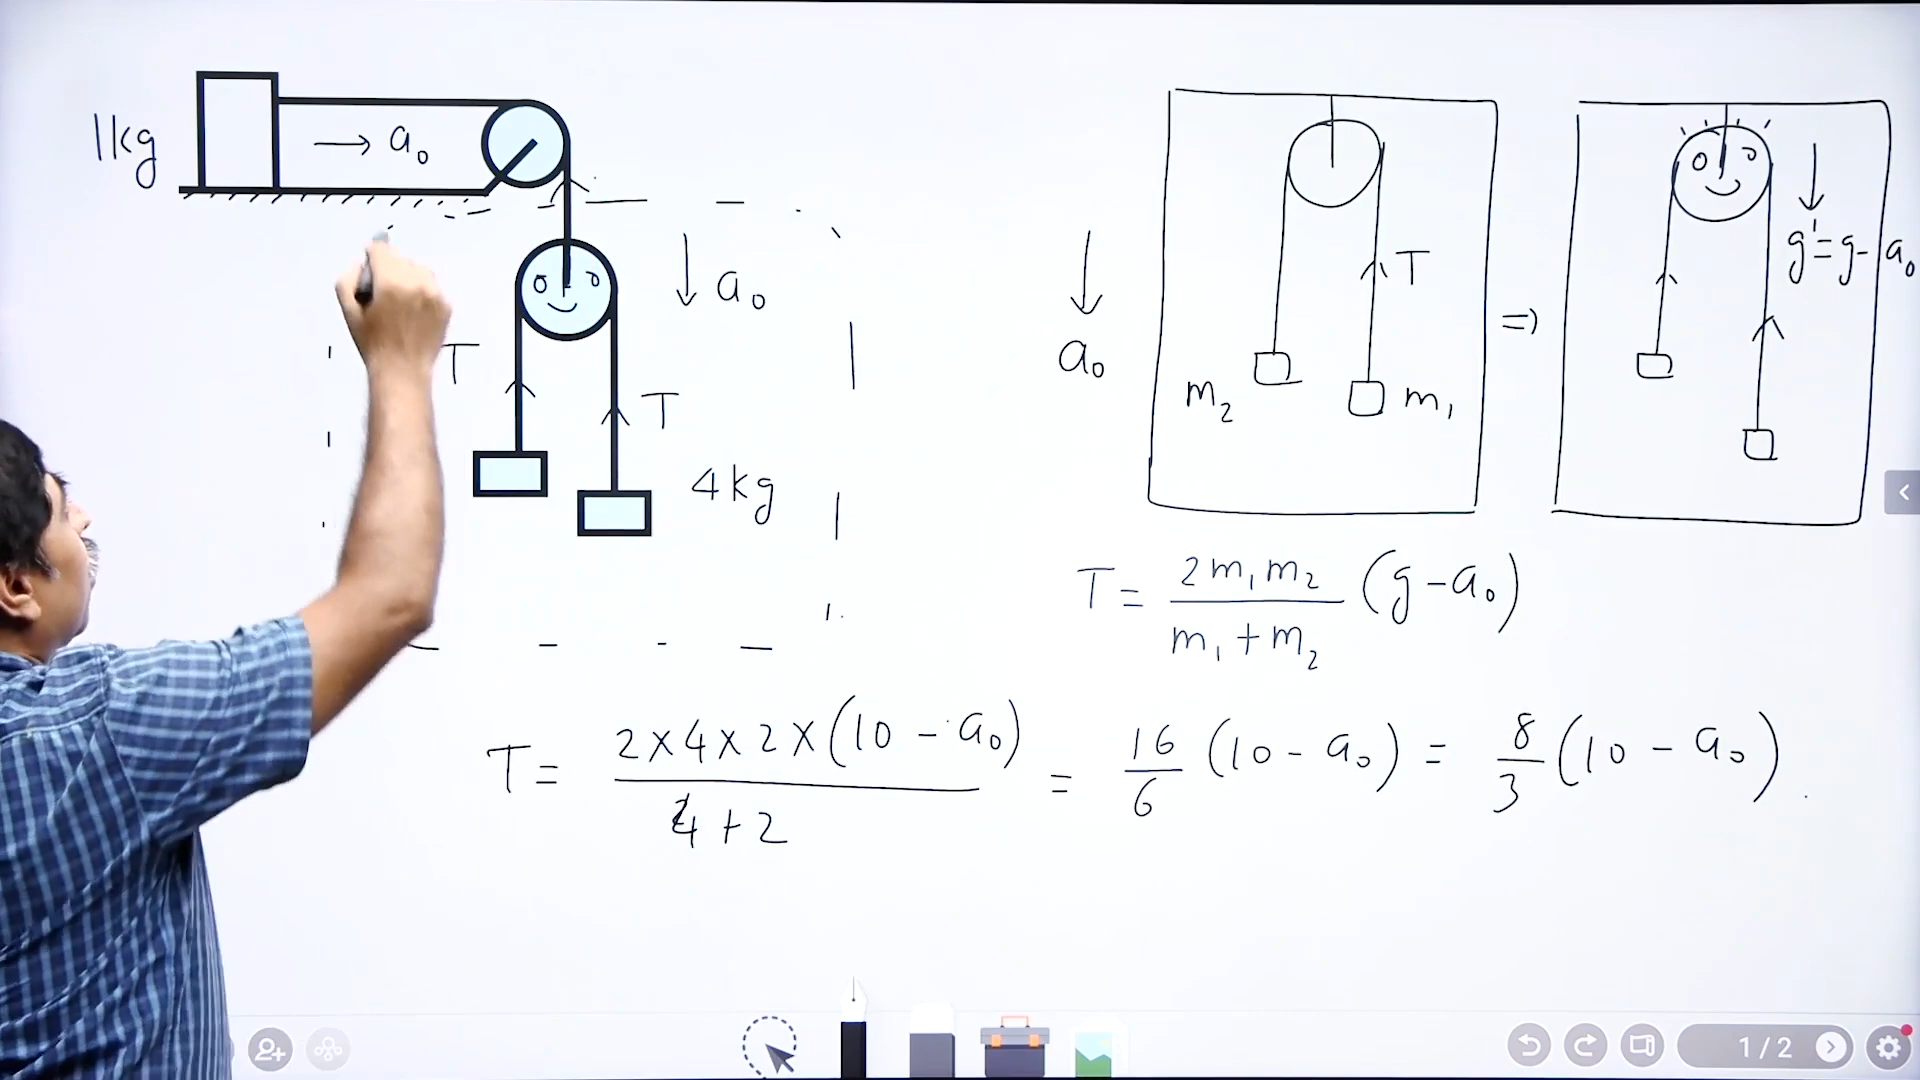 1kg
→ a₀
↓ a₀
T
T
4kg
↓
a₀
m₂
T
m₁
⇒
↓
g' = g - a₀
T = 2m₁m₂/(m₁ + m₂) (g - a₀)
T = 2×4×2×(10 - a₀)/(4 + 2) = 16/6 (10 - a₀) = 8/3 (10 - a₀)
1/2